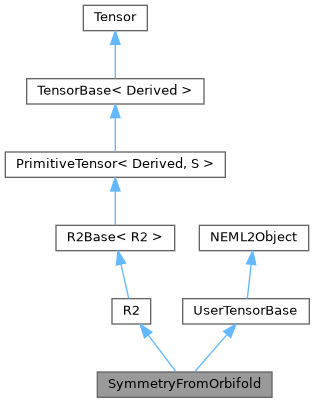 Tensor
TensorBase< Derived >
PrimitiveTensor< Derived, S >
R2Base< R2 >
NEML2Object
R2
UserTensorBase
SymmetryFromOrbifold